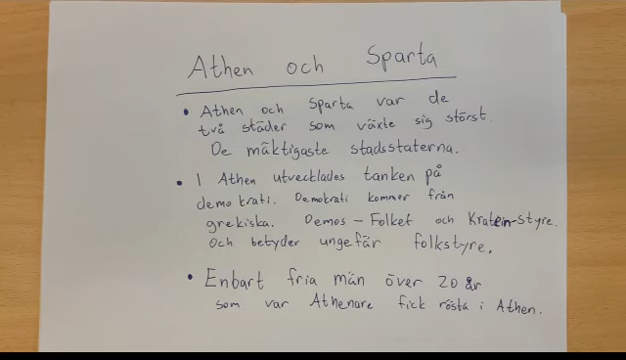 Athen och Sparta
• Athen och Sparta var de
två städer som växte sig störst.
De mäktigaste stadsstaterna.
• I Athen utvecklades tanken på
demokrati. Demokrati kommer från
grekiska. Demos - Folket och Kratein-styre.
och betyder ungefär folkstyre.
• Enbart fria män över 20 år
som var Athenare fick rösta i Athen.